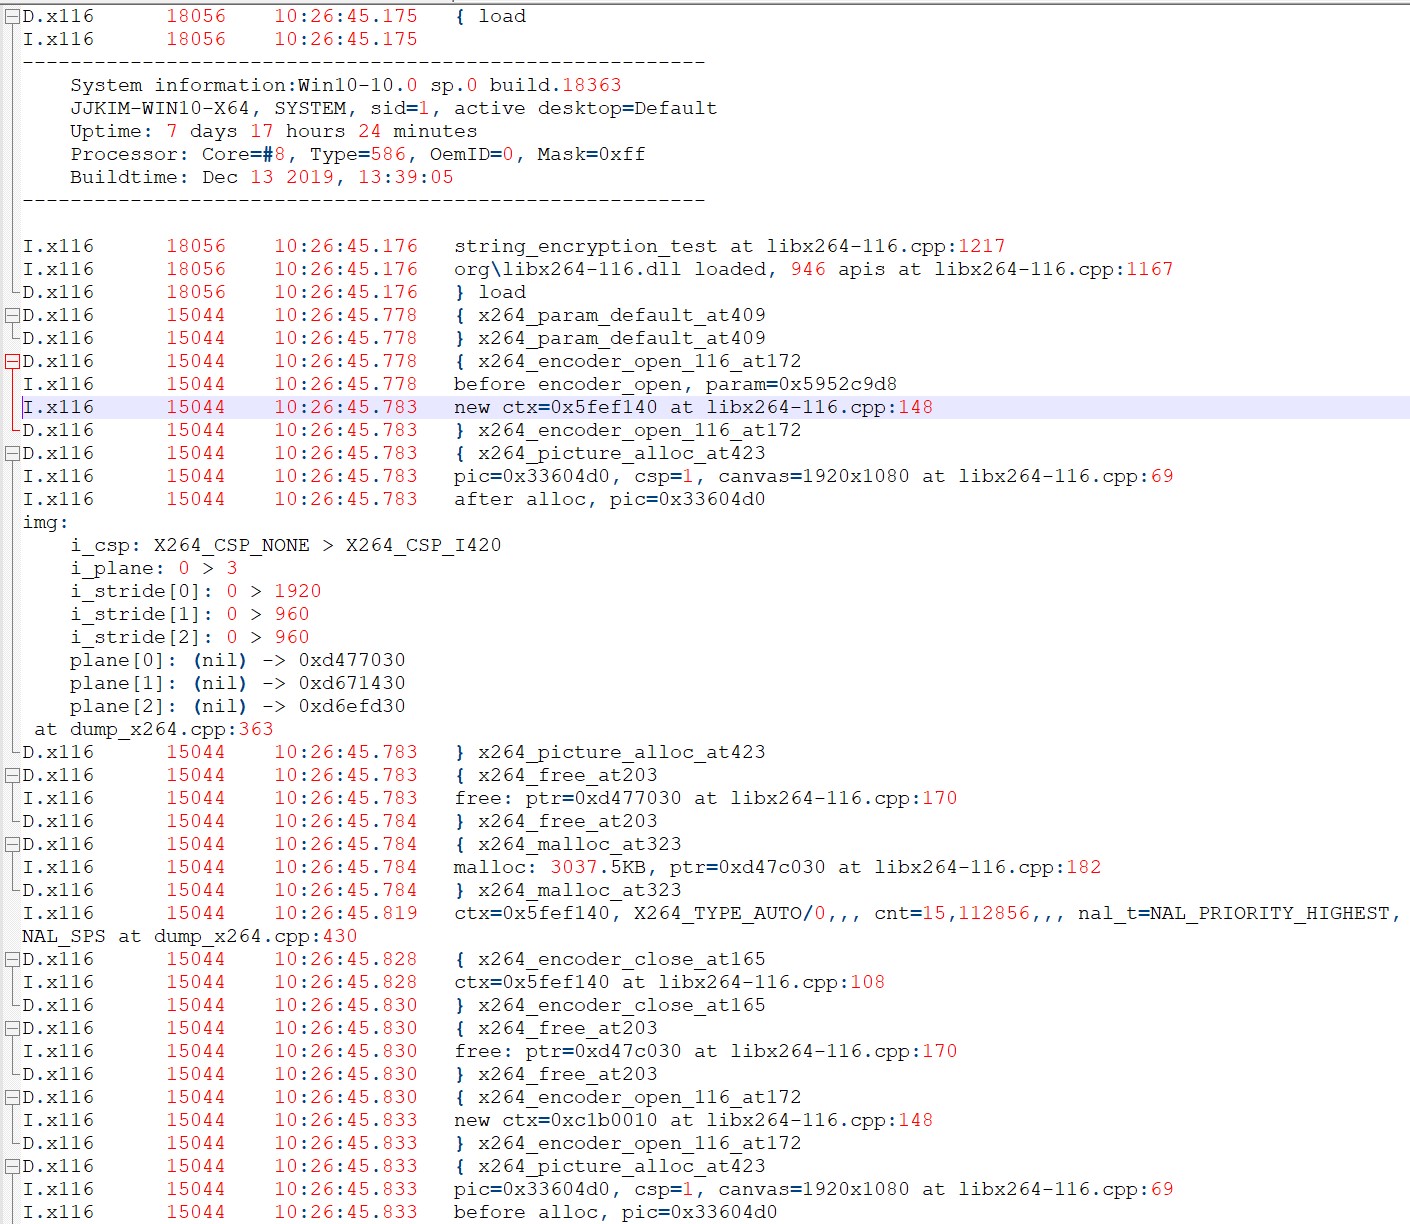 D.x116 18056 10:26:45.175 { load
I.x116 18056 10:26:45.175
---------------------------------------------------------
System information:Win10-10.0 sp.0 build.18363
JJKIM-WIN10-X64, SYSTEM, sid=1, active desktop=Default
Uptime: 7 days 17 hours 24 minutes
Processor: Core=#8, Type=586, OemID=0, Mask=0xff
Buildtime: Dec 13 2019, 13:39:05
---------------------------------------------------------
I.x116 18056 10:26:45.176 string_encryption_test at libx264-116.cpp:1217
I.x116 18056 10:26:45.176 org\libx264-116.dll loaded, 946 apis at libx264-116.cpp:1167
D.x116 18056 10:26:45.176 } load
D.x116 15044 10:26:45.778 { x264_param_default_at409
D.x116 15044 10:26:45.778 } x264_param_default_at409
D.x116 15044 10:26:45.778 { x264_encoder_open_116_at172
I.x116 15044 10:26:45.778 before encoder_open, param=0x5952c9d8
I.x116 15044 10:26:45.783 new ctx=0x5fef140 at libx264-116.cpp:148
D.x116 15044 10:26:45.783 } x264_encoder_open_116_at172
D.x116 15044 10:26:45.783 { x264_picture_alloc_at423
I.x116 15044 10:26:45.783 pic=0x33604d0, csp=1, canvas=1920x1080 at libx264-116.cpp:69
I.x116 15044 10:26:45.783 after alloc, pic=0x33604d0
img:
i_csp: X264_CSP_NONE > X264_CSP_I420
i_plane: 0 > 3
i_stride[0]: 0 > 1920
i_stride[1]: 0 > 960
i_stride[2]: 0 > 960
plane[0]: (nil) -> 0xd477030
plane[1]: (nil) -> 0xd671430
plane[2]: (nil) -> 0xd6efd30
at dump_x264.cpp:363
D.x116 15044 10:26:45.783 } x264_picture_alloc_at423
D.x116 15044 10:26:45.783 { x264_free_at203
I.x116 15044 10:26:45.783 free: ptr=0xd477030 at libx264-116.cpp:170
D.x116 15044 10:26:45.784 } x264_free_at203
D.x116 15044 10:26:45.784 { x264_malloc_at323
I.x116 15044 10:26:45.784 malloc: 3037.5KB, ptr=0xd47c030 at libx264-116.cpp:182
D.x116 15044 10:26:45.784 } x264_malloc_at323
I.x116 15044 10:26:45.819 ctx=0x5fef140, X264_TYPE_AUTO/0,,, cnt=15,112856,,, nal_t=NAL_PRIORITY_HIGHEST,
NAL_SPS at dump_x264.cpp:430
D.x116 15044 10:26:45.828 { x264_encoder_close_at165
I.x116 15044 10:26:45.828 ctx=0x5fef140 at libx264-116.cpp:108
D.x116 15044 10:26:45.830 } x264_encoder_close_at165
D.x116 15044 10:26:45.830 { x264_free_at203
I.x116 15044 10:26:45.830 free: ptr=0xd47c030 at libx264-116.cpp:170
D.x116 15044 10:26:45.830 } x264_free_at203
D.x116 15044 10:26:45.830 { x264_encoder_open_116_at172
I.x116 15044 10:26:45.833 new ctx=0xc1b0010 at libx264-116.cpp:148
D.x116 15044 10:26:45.833 } x264_encoder_open_116_at172
D.x116 15044 10:26:45.833 { x264_picture_alloc_at423
I.x116 15044 10:26:45.833 pic=0x33604d0, csp=1, canvas=1920x1080 at libx264-116.cpp:69
I.x116 15044 10:26:45.833 before alloc, pic=0x33604d0